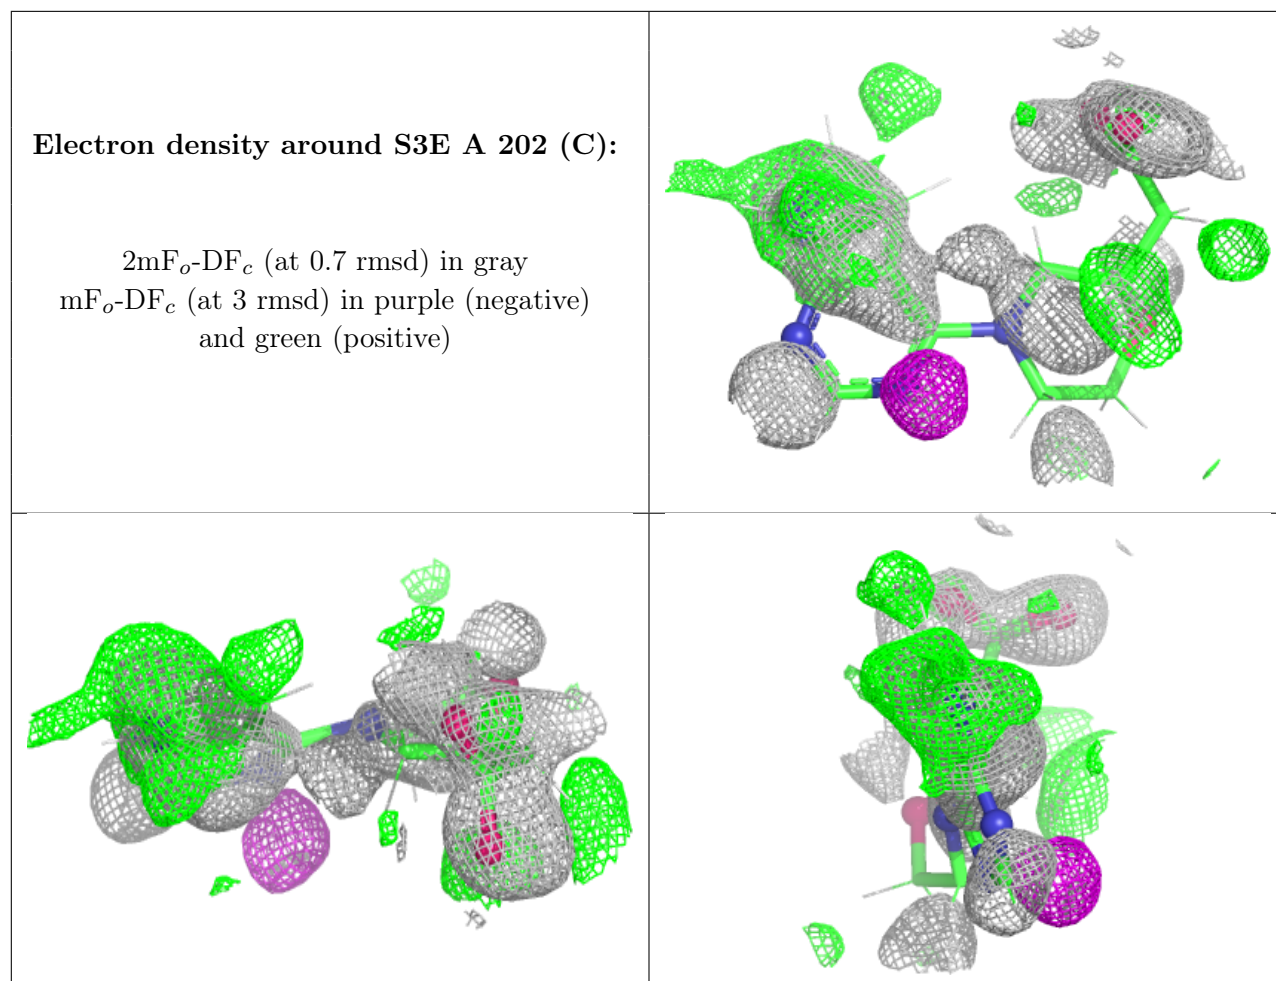 Electron density around S3E A 202 (C):
2mFₒ-DF𝑐 (at 0.7 rmsd) in gray
mFₒ-DF𝑐 (at 3 rmsd) in purple (negative)
and green (positive)